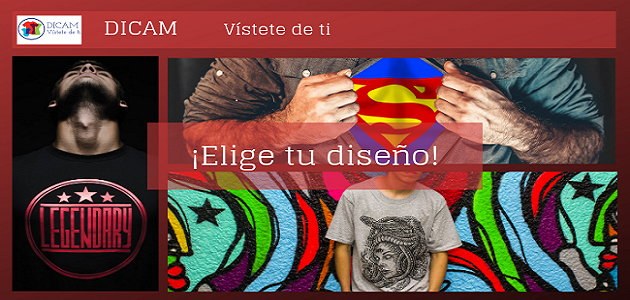 DICAM
Vístete de ti
DICAM
Vístete de ti
¡Elige tu diseño!
LEGENDARY
S